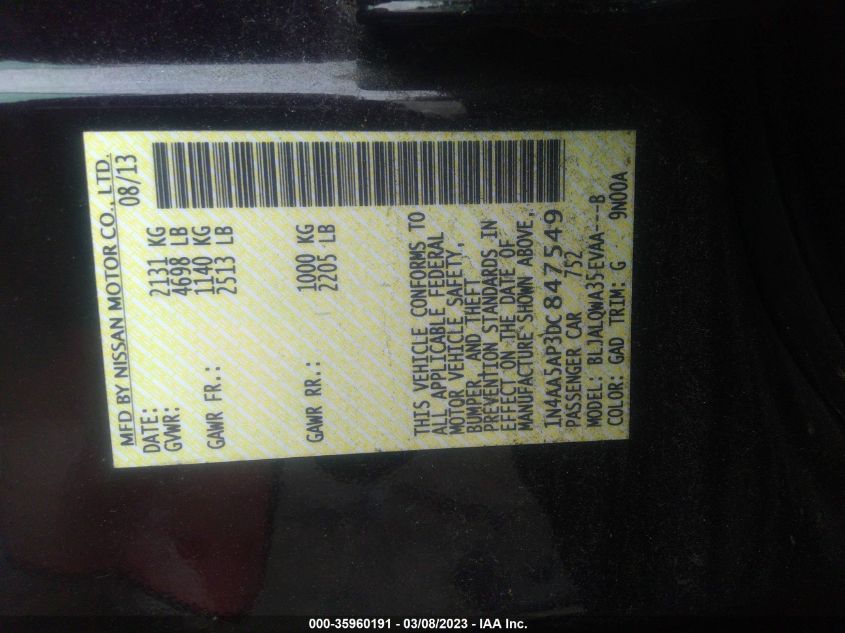 MFD BY NISSAN MOTOR CO., LTD.
DATE: 08/13
GVWR: 2131 KG
4698 LB
GAWR FR.: 1140 KG
2513 LB
GAWR RR.: 1000 KG
2205 LB
THIS VEHICLE CONFORMS TO
ALL APPLICABLE FEDERAL
MOTOR VEHICLE SAFETY,
BUMPER, AND THEFT
PREVENTION STANDARDS IN
EFFECT ON THE DATE OF
MANUFACTURE SHOWN ABOVE.
1N4AA5AP3DC847549
PASSENGER CAR 752
MODEL: BLJALQWA35-EVAA----B
COLOR: GAD TRIM: G 9N00A
000-35960191 - 03/08/2023 - IAA Inc.